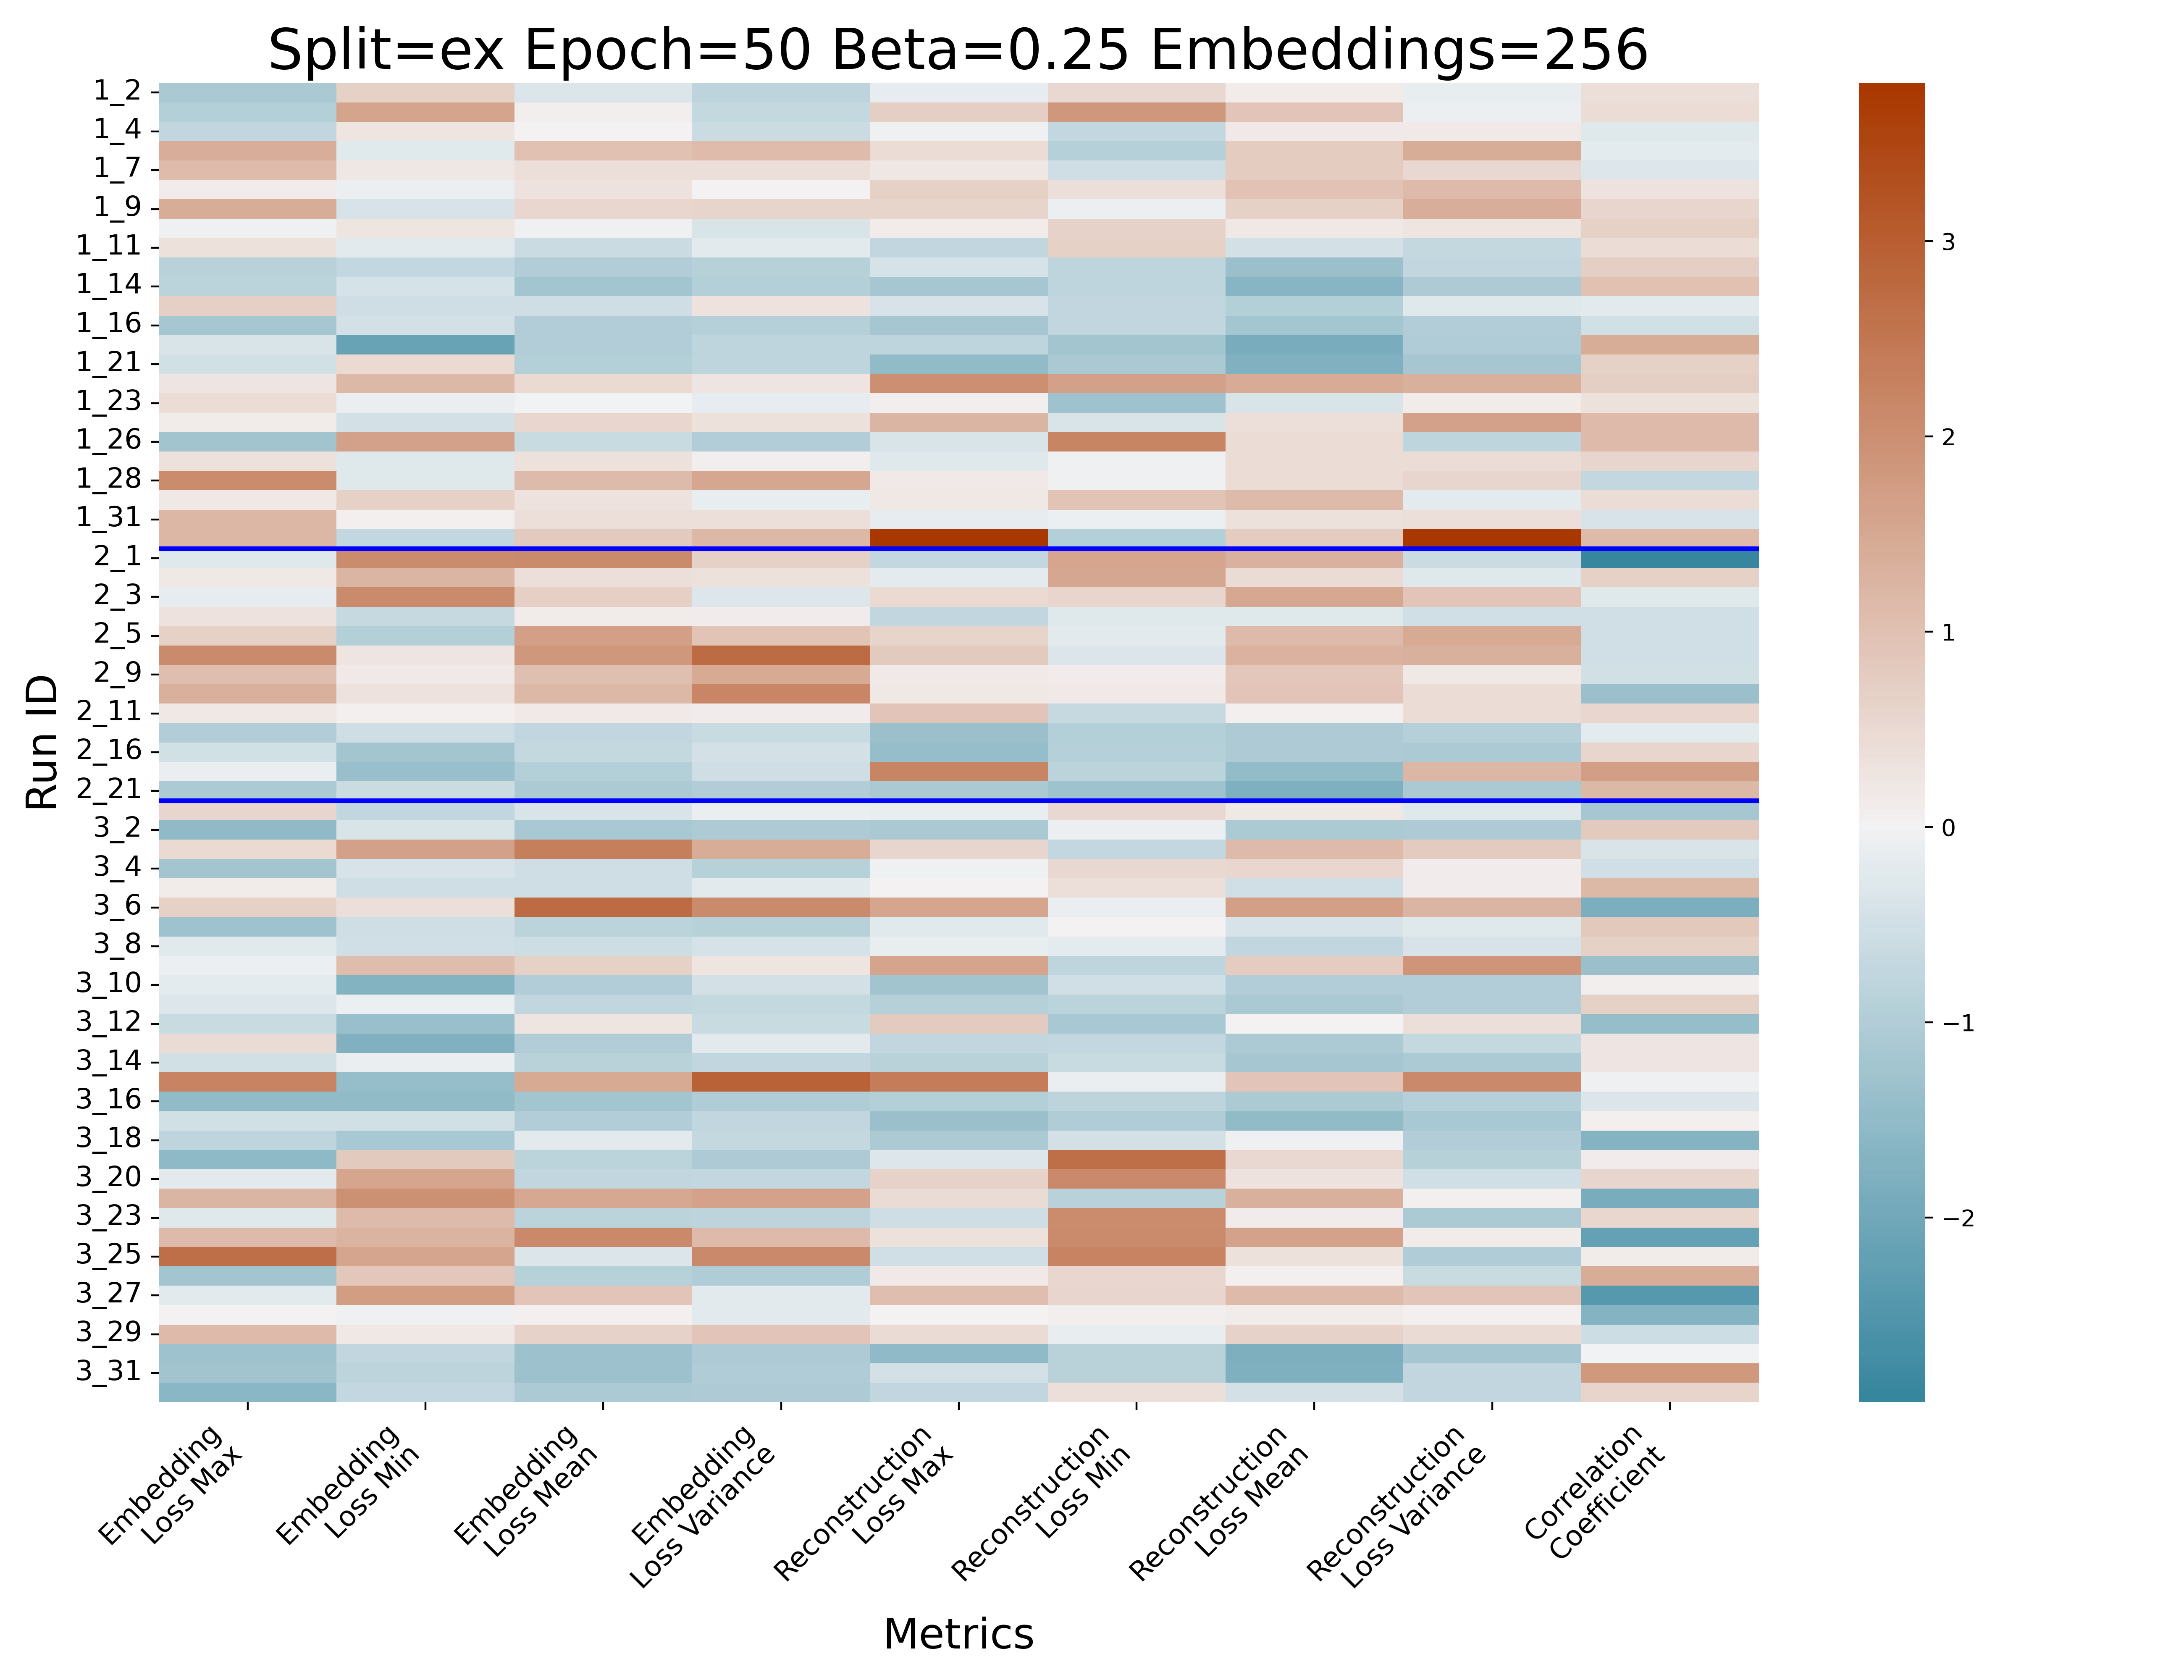 Split=ex Epoch=50 Beta=0.25 Embeddings=256
Run ID
1_2
1_4
1_7
1_9
1_11
1_14
1_16
1_21
1_23
1_26
1_28
1_31
2_1
2_3
2_5
2_9
2_11
2_16
2_21
3_2
3_4
3_6
3_8
3_10
3_12
3_14
3_16
3_18
3_20
3_23
3_25
3_27
3_29
3_31
3
2
1
0
−1
−2
Embedding
Loss Max
Embedding
Loss Min
Embedding
Loss Mean
Embedding
Loss Variance
Reconstruction
Loss Max
Reconstruction
Loss Min
Reconstruction
Loss Mean
Reconstruction
Loss Variance
Correlation
Coefficient
Metrics